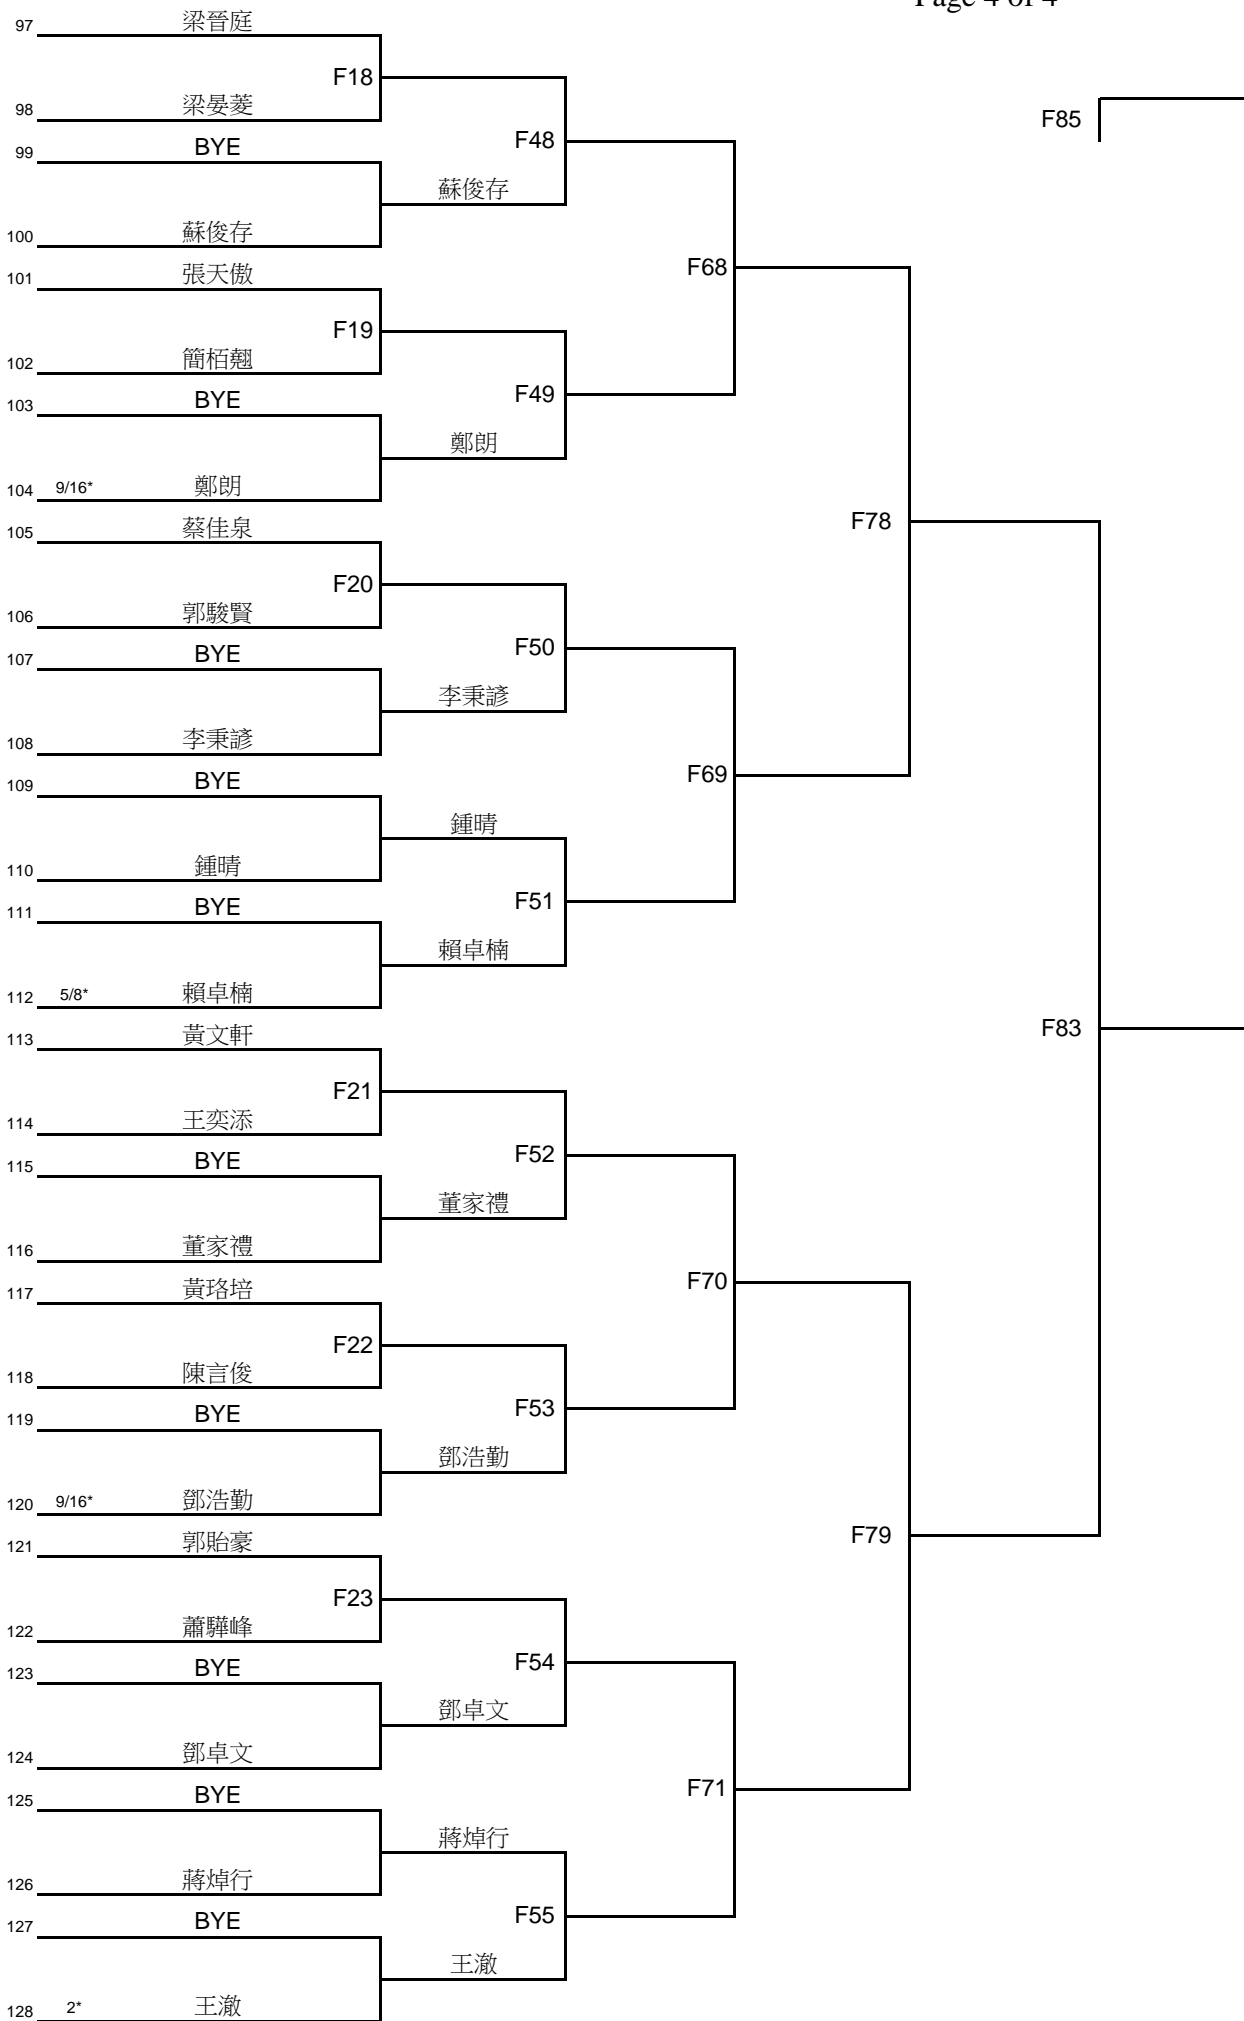 Page 4 of 4
97 梁晉庭
F18
98 梁晏菱
99 BYE
F48
蘇俊存
100 蘇俊存
F85
101 張天傲
F68
F19
102 簡栢翹
103 BYE
F49
鄭朗
104 9/16* 鄭朗
105 蔡佳泉
F78
F20
106 郭駿賢
107 BYE
F50
李秉諺
108 李秉諺
109 BYE
F69
鍾晴
110 鍾晴
111 BYE
F51
賴卓楠
112 5/8* 賴卓楠
113 黃文軒
F83
F21
114 王奕添
115 BYE
F52
董家禮
116 董家禮
117 黃珞培
F70
F22
118 陳言俊
119 BYE
F53
鄧浩勤
120 9/16* 鄧浩勤
121 郭貽豪
F79
F23
122 蕭驊峰
123 BYE
F54
鄧卓文
124 鄧卓文
125 BYE
F71
蔣焯行
126 蔣焯行
127 BYE
F55
王澈
128 2* 王澈